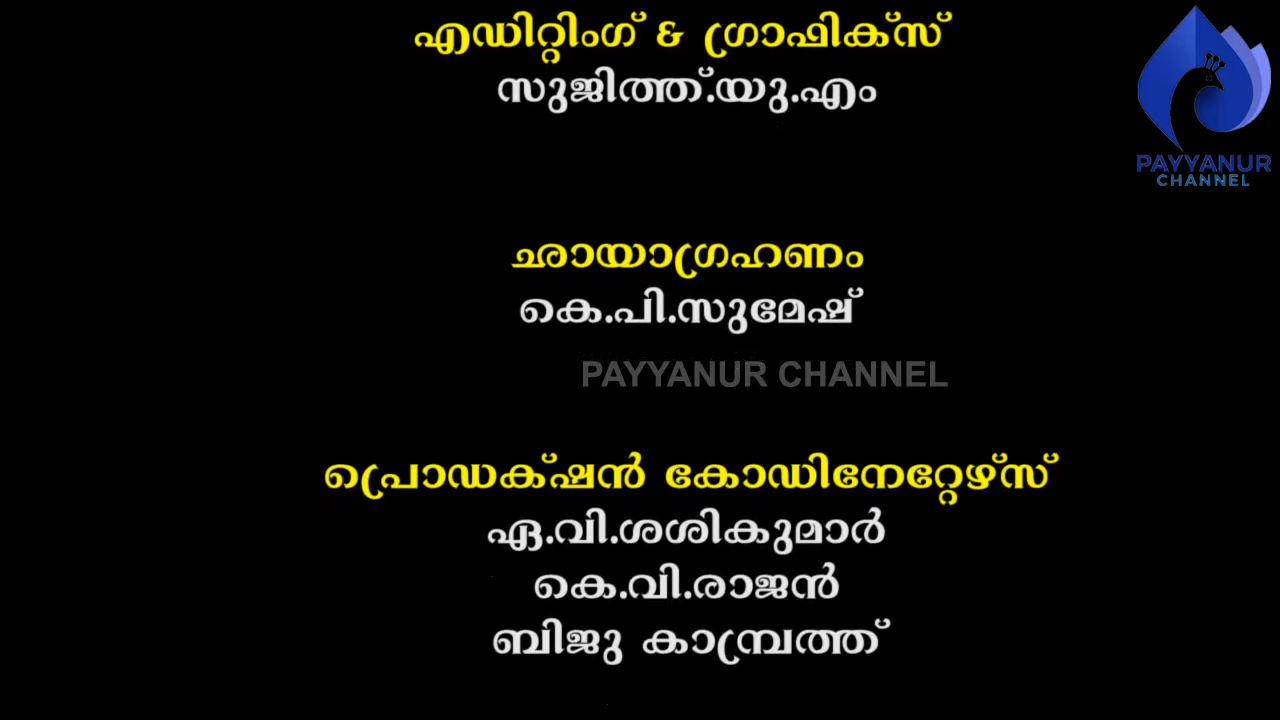 എഡിറ്റിംഗ് & ഗ്രാഫിക്സ്
സുജിത്ത്.യു.എം
PAYYANUR
CHANNEL
ഛായാഗ്രഹണം
കെ.പി.സുമേഷ്
PAYYANUR CHANNEL
പ്രൊഡക്ഷൻ കോഡിനേറ്റേഴ്സ്
ഏ.വി.ശശികുമാർ
കെ.വി.രാജൻ
ബിജു കാമ്പ്രത്ത്